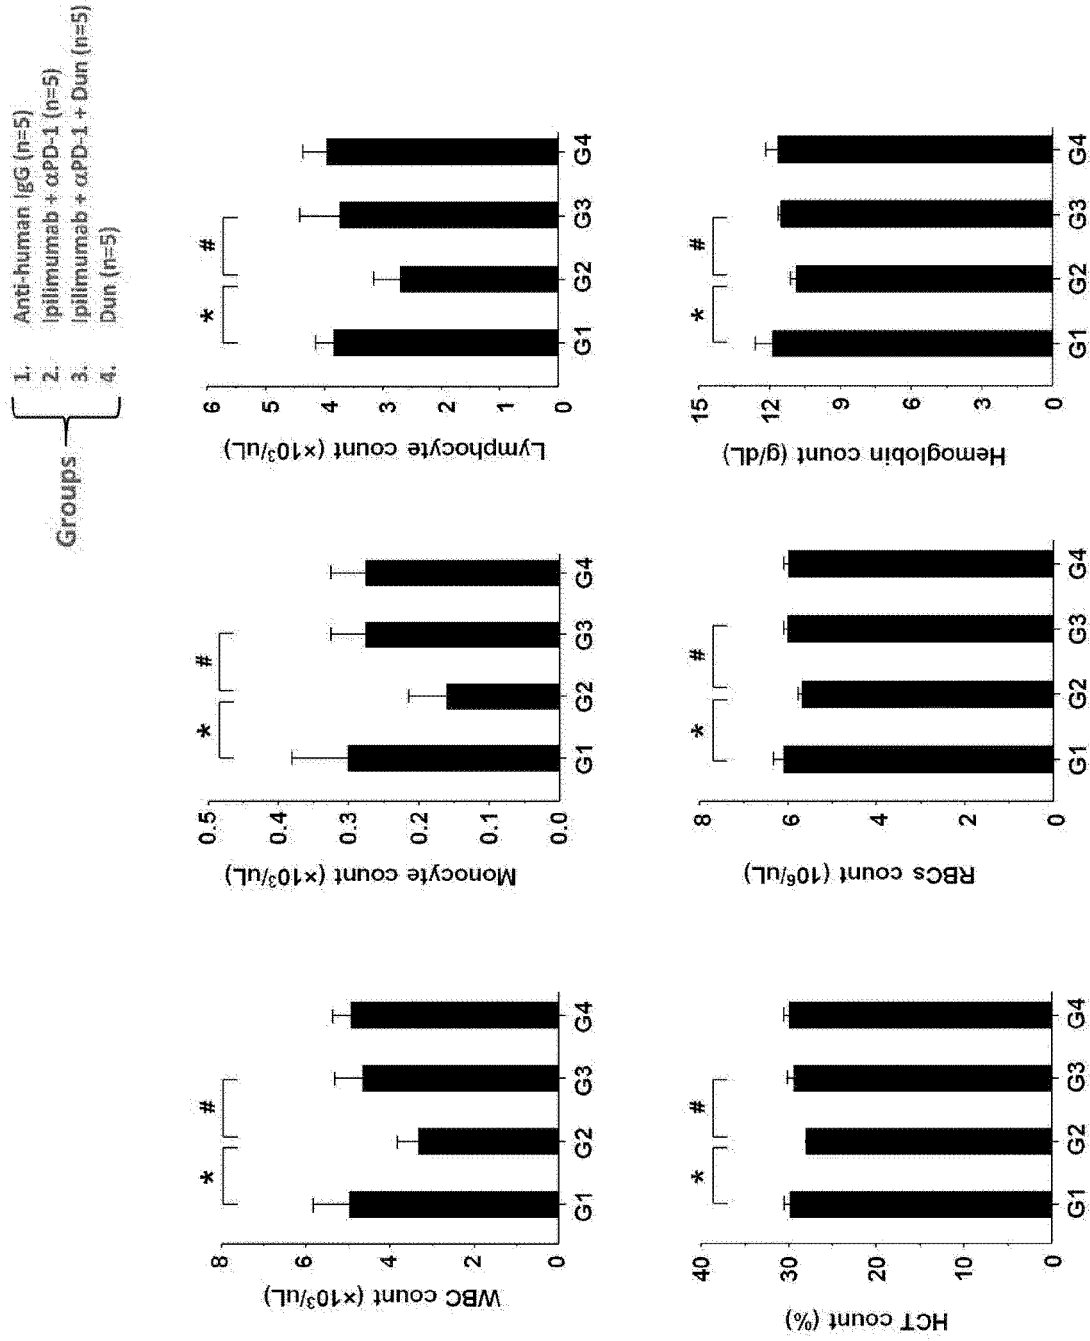 Groups
1. Anti-human IgG (n=5)
2. Ipilimumab + αPD-1 (n=5)
3. Ipilimumab + αPD-1 + Dun (n=5)
4. Dun (n=5)
WBC count (×10³/uL)
8
6
4
2
0
* #
G1 G2 G3 G4
Monocyte count (×10³/uL)
0.5
0.4
0.3
0.2
0.1
0.0
* #
G1 G2 G3 G4
Lymphocyte count (×10³/uL)
6
5
4
3
2
1
0
* #
G1 G2 G3 G4
HCT count (%)
40
30
20
10
0
* #
G1 G2 G3 G4
RBCs count (10⁶/uL)
8
6
4
2
0
* #
G1 G2 G3 G4
Hemoglobin count (g/dL)
15
12
9
6
3
0
* #
G1 G2 G3 G4